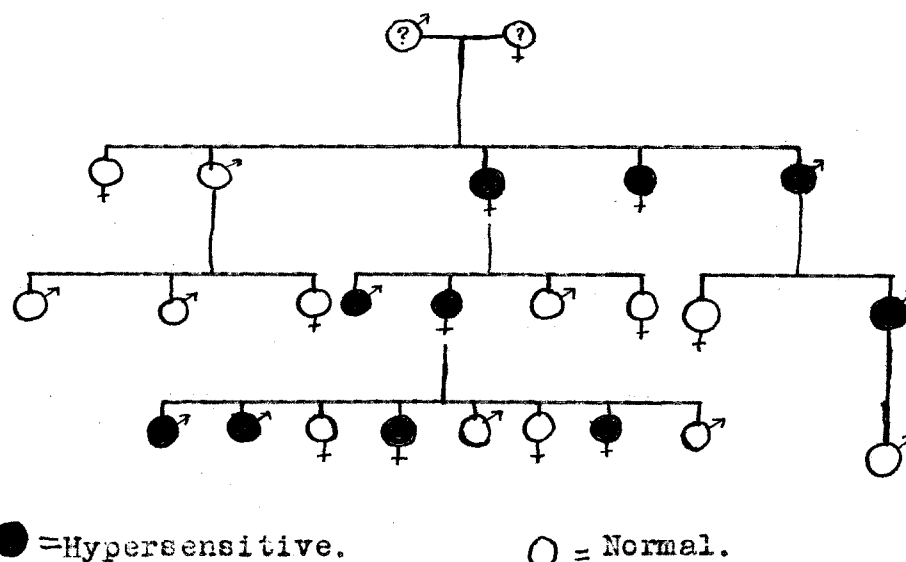 ? ?
=Hypersensitive. = Normal.